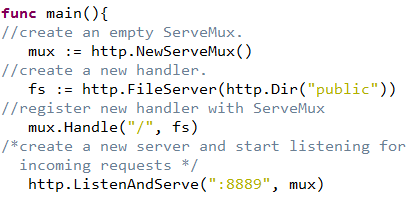 func main(){
//create an empty ServeMux.
mux := http.NewServeMux()
//create a new handler.
fs := http.FileServer(http.Dir("public"))
//register new handler with ServeMux
mux.Handle("/", fs)
/*create a new server and start listening for
incoming requests */
http.ListenAndServe(":8889", mux)